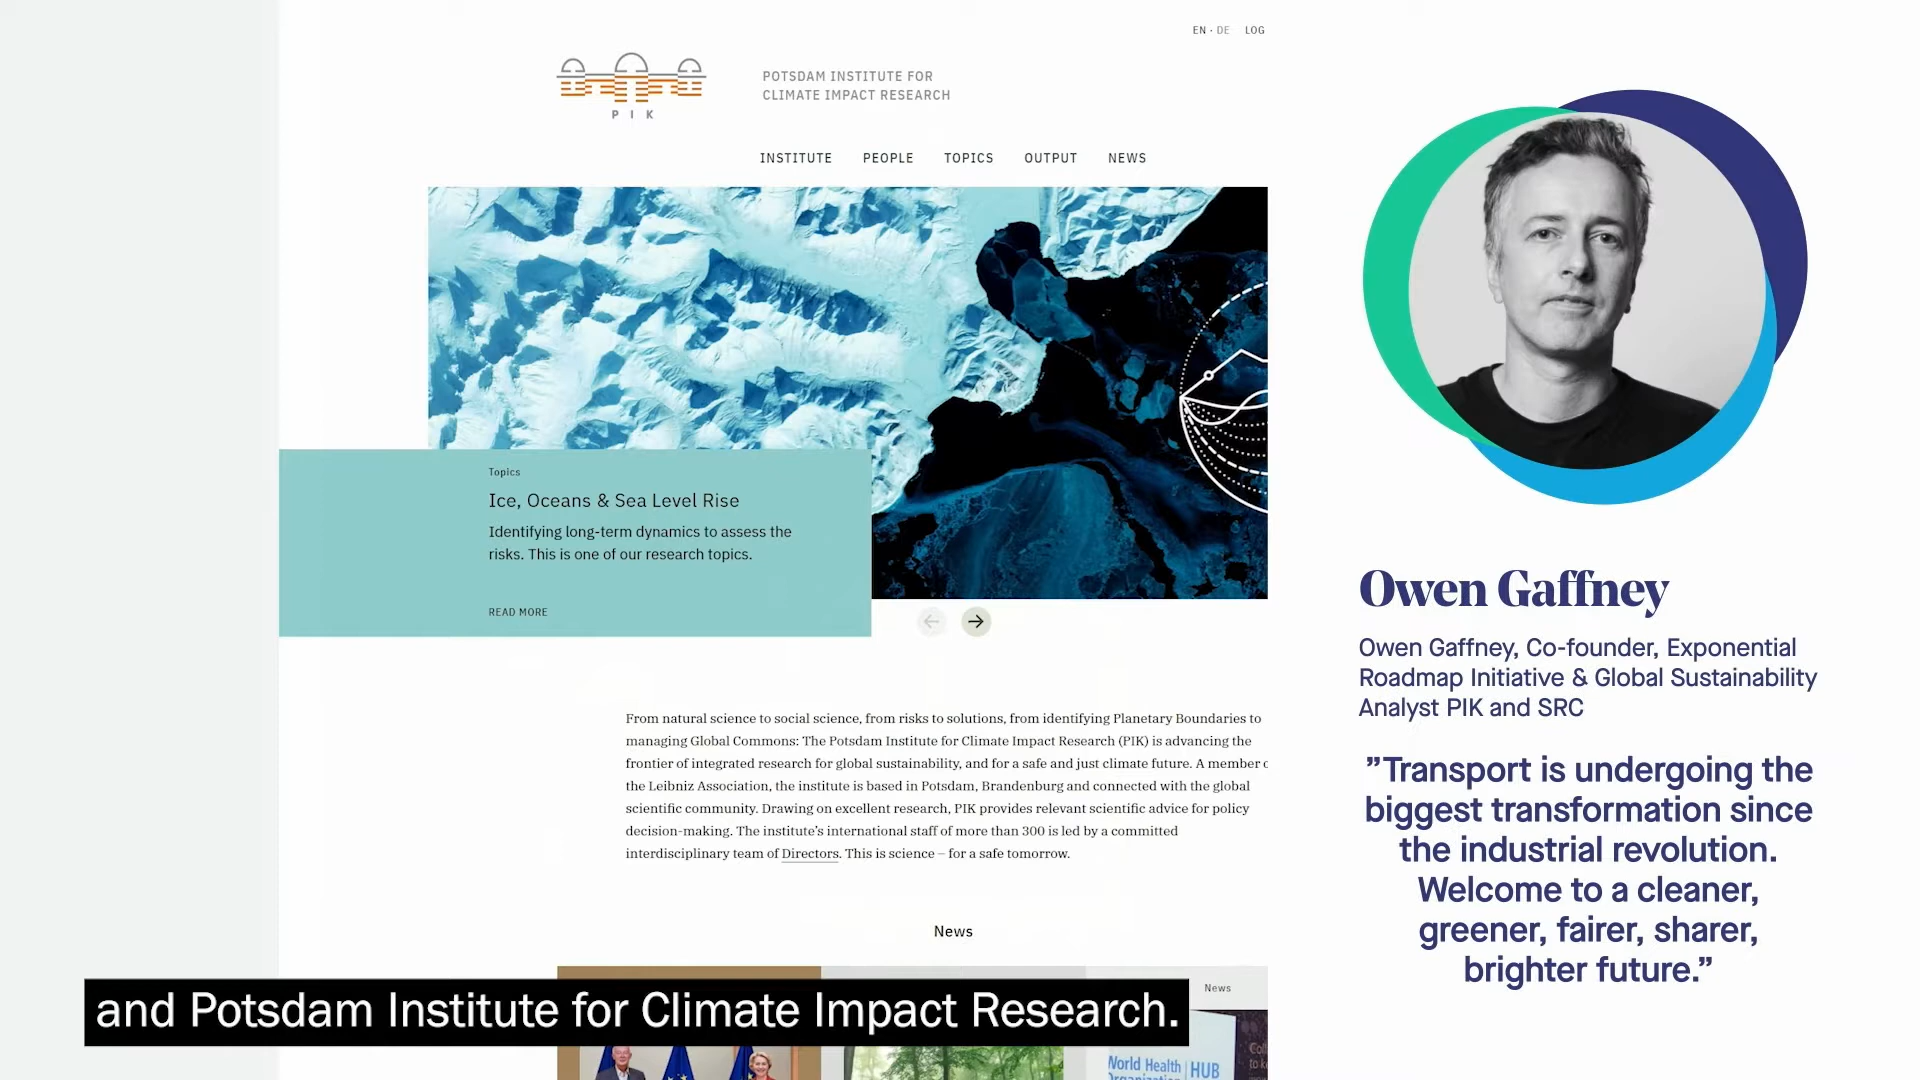 EN · DE LOG
POTSDAM INSTITUTE FOR
CLIMATE IMPACT RESEARCH
P I K
INSTITUTE PEOPLE TOPICS OUTPUT NEWS
Topics
Ice, Oceans & Sea Level Rise
Identifying long-term dynamics to assess the
risks. This is one of our research topics.
READ MORE
From natural science to social science, from risks to solutions, from identifying Planetary Boundaries to
managing Global Commons: The Potsdam Institute for Climate Impact Research (PIK) is advancing the
frontier of integrated research for global sustainability, and for a safe and just climate future. A member
the Leibniz Association, the institute is based in Potsdam, Brandenburg and connected with the global
scientific community. Drawing on excellent research, PIK provides relevant scientific advice for policy
decision-making. The institute's international staff of more than 300 is led by a committed
interdisciplinary team of Directors. This is science – for a safe tomorrow.
News
News
World Health HUB
Organization
and Potsdam Institute for Climate Impact Research.
Owen Gaffney
Owen Gaffney, Co-founder, Exponential
Roadmap Initiative & Global Sustainability
Analyst PIK and SRC
”Transport is undergoing the
biggest transformation since
the industrial revolution.
Welcome to a cleaner,
greener, fairer, sharer,
brighter future.”